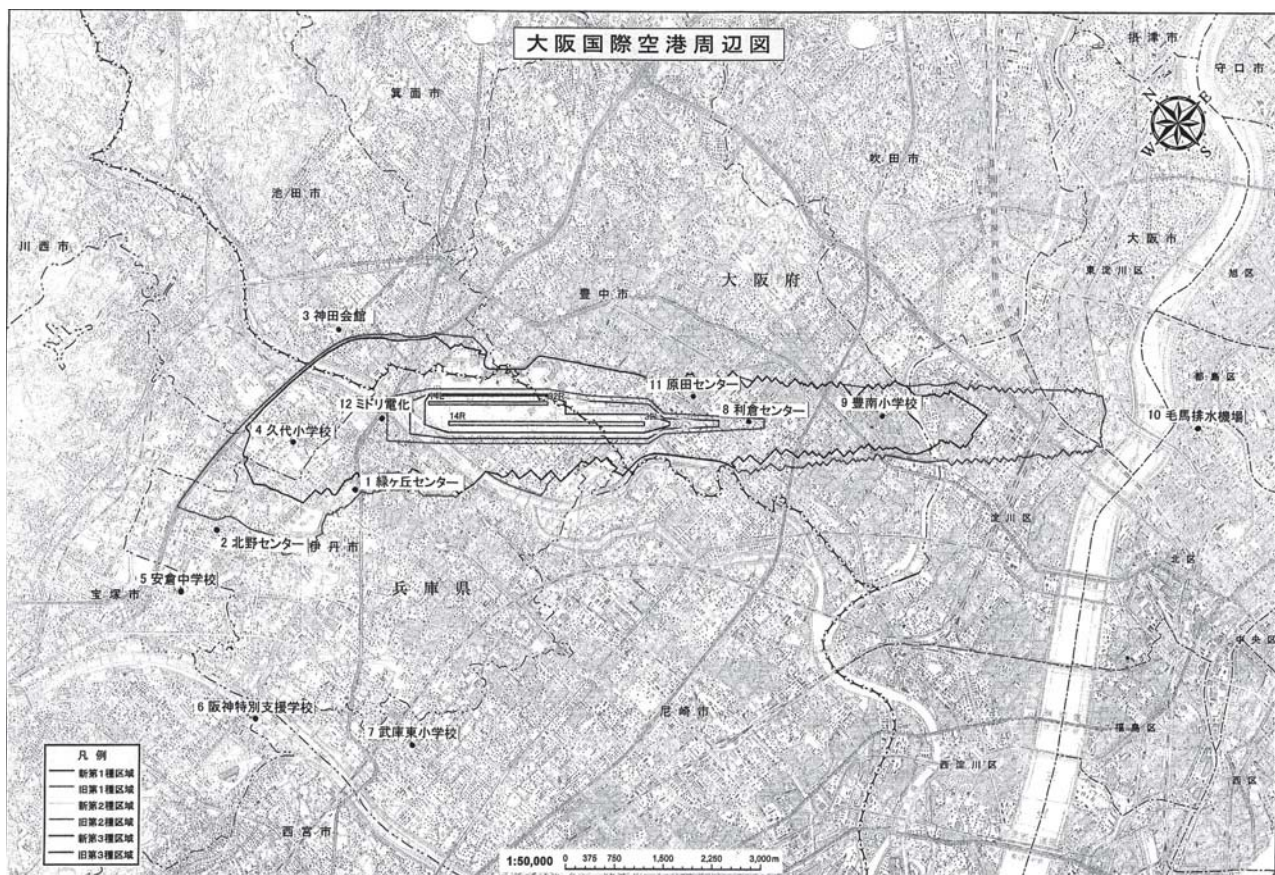 大阪国際空港周辺図
摂津市
守口市
箕面市
N
E
W
S
吹田市
池田市
川西市
大阪市
東淀川区
旭区
大阪府
豊中市
3 神田会館
都島区
11 原田センター
12 ミドリ電化
14R
8 利倉センター
9 豊南小学校
10 毛馬排水機場
4 久代小学校
1 緑ヶ丘センター
淀川区
2 北野センター
伊丹市
北区
5 安倉中学校
宝塚市
兵庫県
中央区
6 阪神特別支援学校
7 武庫東小学校
尼崎市
福島区
西淀川区
西区
西宮市
凡例
新第1種区域
旧第1種区域
新第2種区域
旧第2種区域
新第3種区域
旧第3種区域
1:50,000 0 375 750 1,500 2,250 3,000m